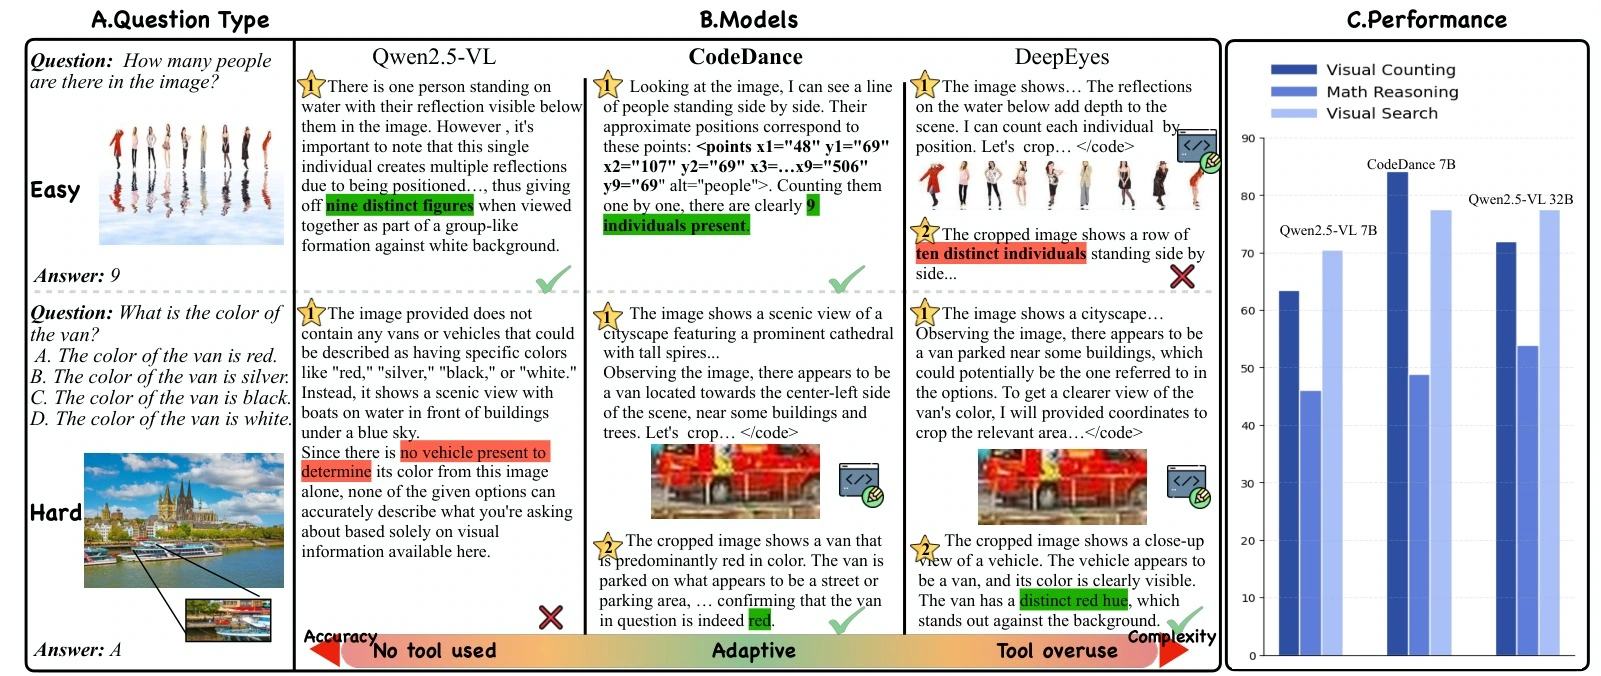 A.Question Type
B.Models
C.Performance
Question: How many people
are there in the image?
Easy
Answer: 9
Question: What is the color of
the van?
A. The color of the van is red.
B. The color of the van is silver.
C. The color of the van is black.
D. The color of the van is white.
Hard
Answer: A
Qwen2.5-VL
1 There is one person standing on
water with their reflection visible below
them in the image. However , it's
important to note that this single
individual creates multiple reflections
due to being positioned…, thus giving
off nine distinct figures when viewed
together as part of a group-like
formation against white background.
1 The image provided does not
contain any vans or vehicles that could
be described as having specific colors
like "red," "silver," "black," or "white."
Instead, it shows a scenic view with
boats on water in front of buildings
under a blue sky.
Since there is no vehicle present to
determine its color from this image
alone, none of the given options can
accurately describe what you're asking
about based solely on visual
information available here.
CodeDance
1 Looking at the image, I can see a line
of people standing side by side. Their
approximate positions correspond to
these points: <points x1="48" y1="69"
x2="107" y2="69" x3=…x9="506"
y9="69" alt="people">. Counting them
one by one, there are clearly 9
individuals present.
1 The image shows a scenic view of a
cityscape featuring a prominent cathedral
with tall spires...
Observing the image, there appears to be
a van located towards the center-left side
of the scene, near some buildings and
trees. Let's crop… </code>
</>
2 The cropped image shows a van that
is predominantly red in color. The van is
parked on what appears to be a street or
parking area, … confirming that the van
in question is indeed red.
DeepEyes
1 The image shows… The reflections
on the water below add depth to the
scene. I can count each individual by
position. Let's crop… </code>
</>
2 The cropped image shows a row of
ten distinct individuals standing side by
side...
1 The image shows a cityscape…
Observing the image, there appears to be
a van parked near some buildings, which
could potentially be the one referred to in
the options. To get a clearer view of the
van's color, I will provided coordinates to
crop the relevant area…</code>
</>
2 The cropped image shows a close-up
view of a vehicle. The vehicle appears to
be a van, and its color is clearly visible.
The van has a distinct red hue, which
stands out against the background.
Accuracy
Complexity
No tool used
Adaptive
Tool overuse
Visual Counting
Math Reasoning
Visual Search
90
80
70
60
50
40
30
20
10
0
Qwen2.5-VL 7B
CodeDance 7B
Qwen2.5-VL 32B